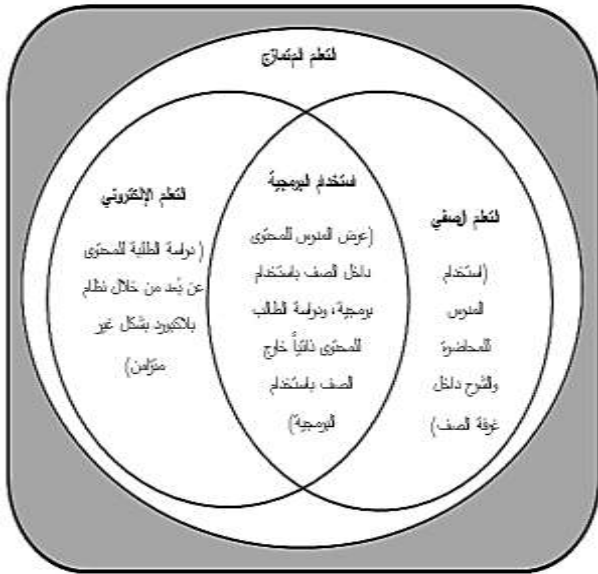 التعلم المتمازج
التعلم الصفي
(استخدام
المدرس
للمحاضرة
والشرح داخل
غرفة الصف)
استخدام البرمجية
(عرض المدرس للمحتوى
داخل الصف باستخدام
برمجية، ودراسة الطالب
للمحتوى ذاتياً خارج
الصف باستخدام
البرمجية)
التعلم الإلكتروني
(دراسة الطلبة للمحتوى
عن بُعد من خلال نظام
بلاكبورد بشكل غير
متزامن)